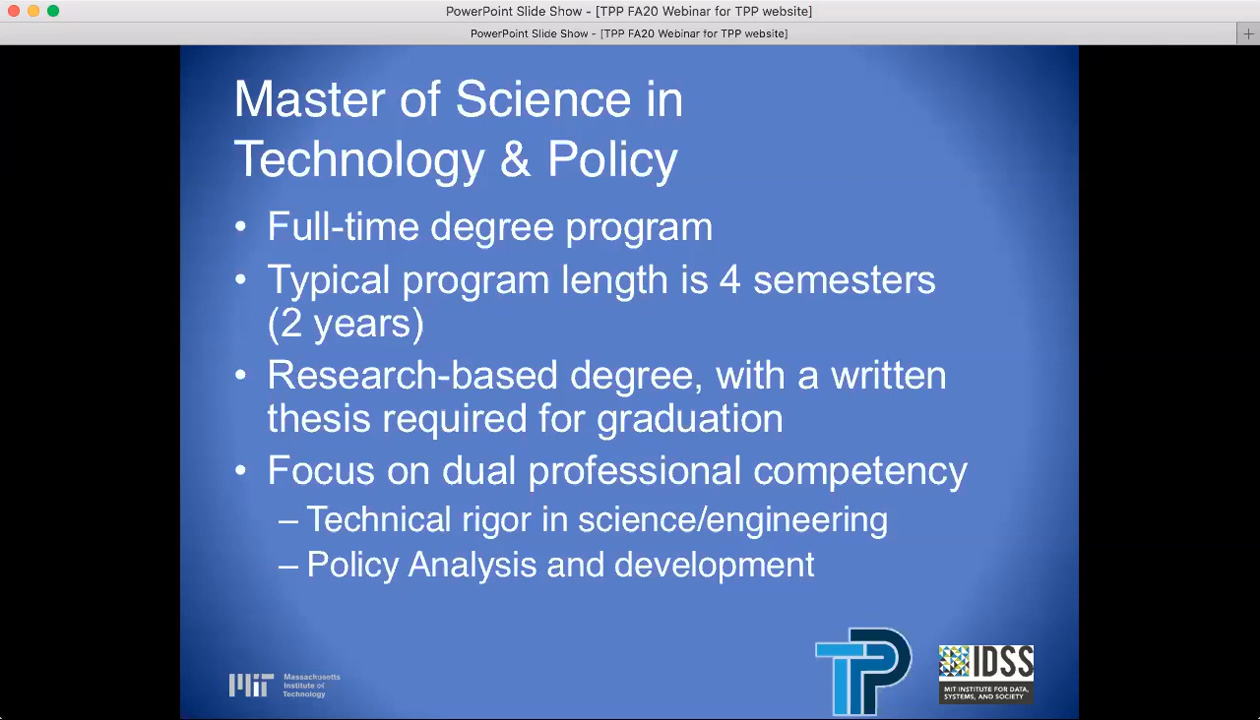 PowerPoint Slide Show - [TPP FA20 Webinar for TPP website]
PowerPoint Slide Show - [TPP FA20 Webinar for TPP website]
Master of Science in
Technology & Policy
• Full-time degree program
• Typical program length is 4 semesters
(2 years)
• Research-based degree, with a written
thesis required for graduation
• Focus on dual professional competency
– Technical rigor in science/engineering
– Policy Analysis and development
MIT
Massachusetts
Institute of
Technology
TPP
IDSS
MIT INSTITUTE FOR DATA,
SYSTEMS, AND SOCIETY